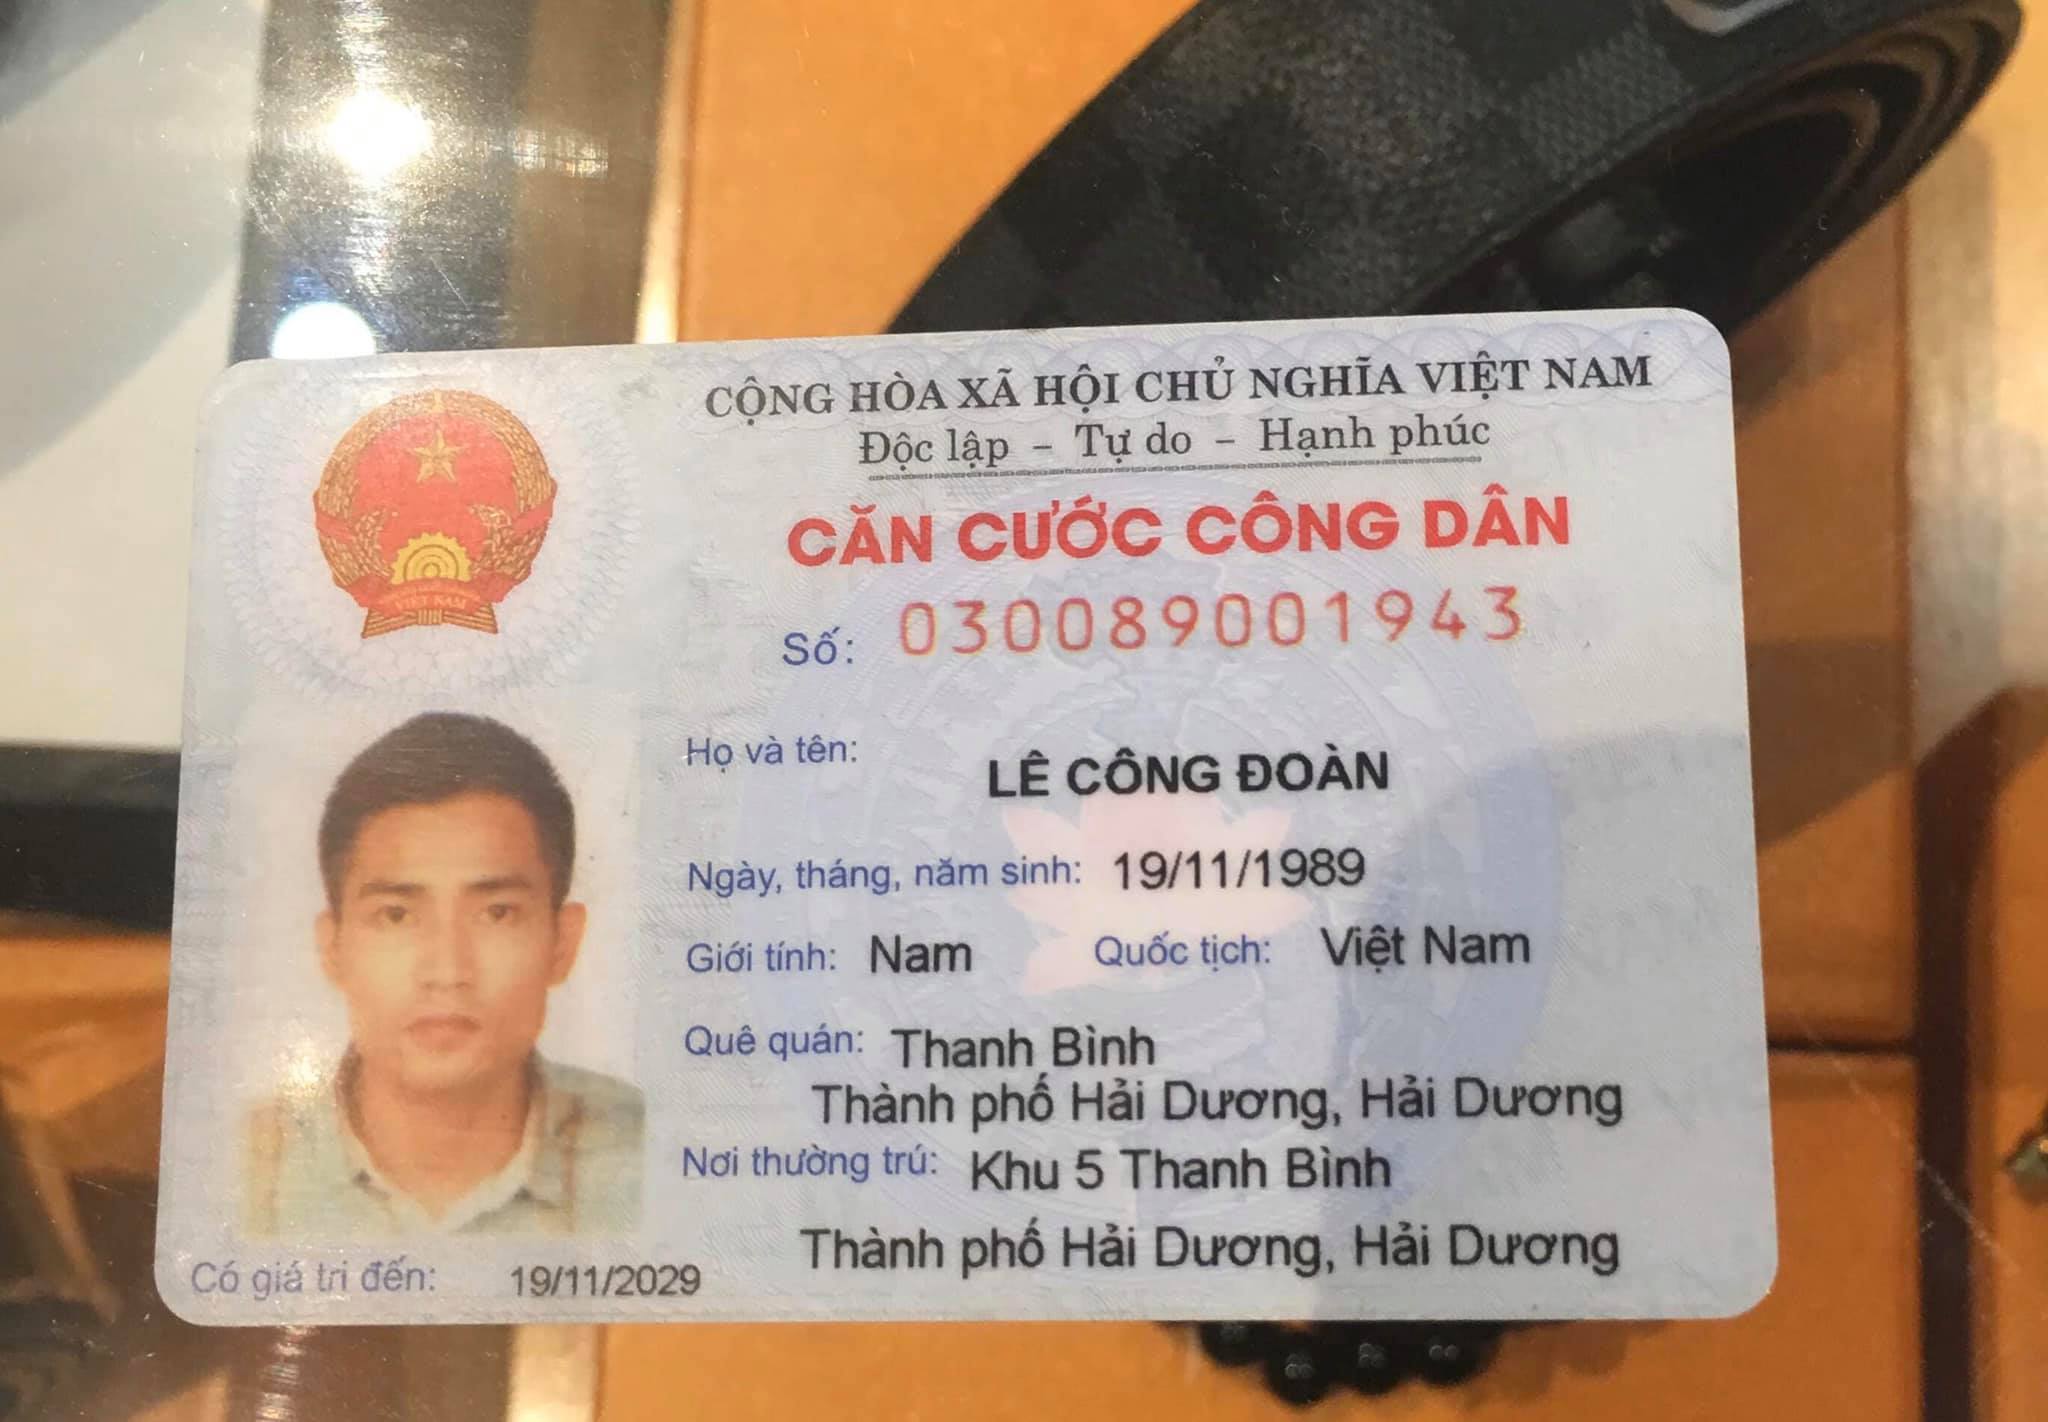 CỘNG HÒA XÃ HỘI CHỦ NGHĨA VIỆT NAM
Độc lập - Tự do - Hạnh phúc
CĂN CƯỚC CÔNG DÂN
Số: 030089001943
VIỆT NAM
Họ và tên: LÊ CÔNG ĐOÀN
Ngày, tháng, năm sinh: 19/11/1989
Giới tính: Nam Quốc tịch: Việt Nam
Quê quán: Thanh Bình
Thành phố Hải Dương, Hải Dương
Nơi thường trú: Khu 5 Thanh Bình
Thành phố Hải Dương, Hải Dương
Có giá trị đến: 19/11/2029